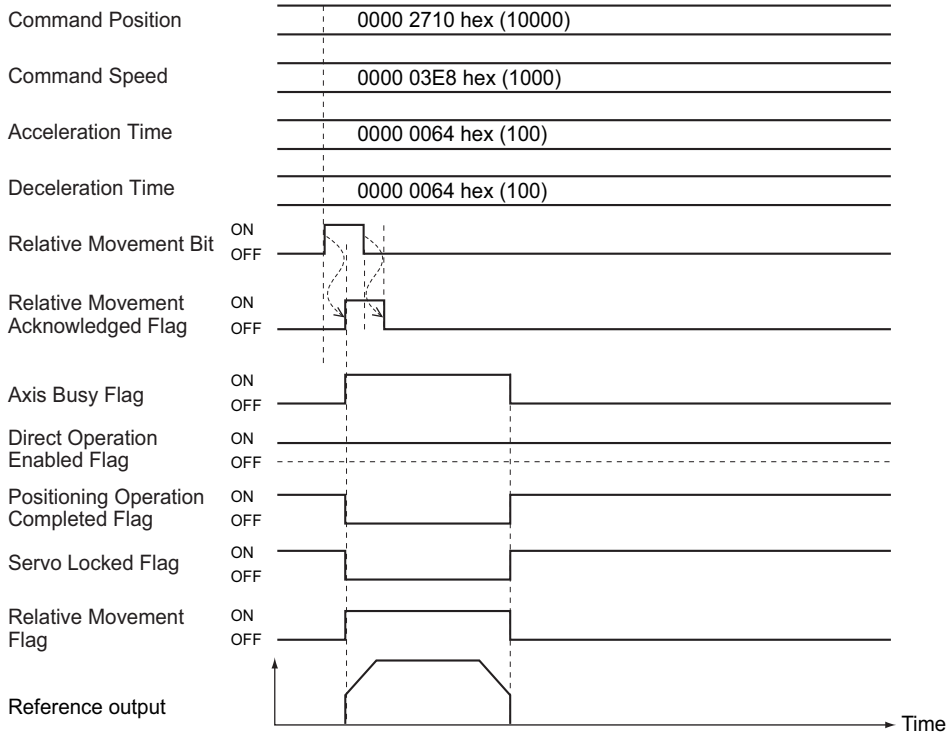 Command Position
0000 2710 hex (10000)
Command Speed
0000 03E8 hex (1000)
Acceleration Time
0000 0064 hex (100)
Deceleration Time
0000 0064 hex (100)
Relative Movement Bit
ON
OFF
Relative Movement
Acknowledged Flag
ON
OFF
Axis Busy Flag
ON
OFF
Direct Operation
Enabled Flag
ON
OFF
Positioning Operation
Completed Flag
ON
OFF
Servo Locked Flag
ON
OFF
Relative Movement
Flag
ON
OFF
Reference output
Time